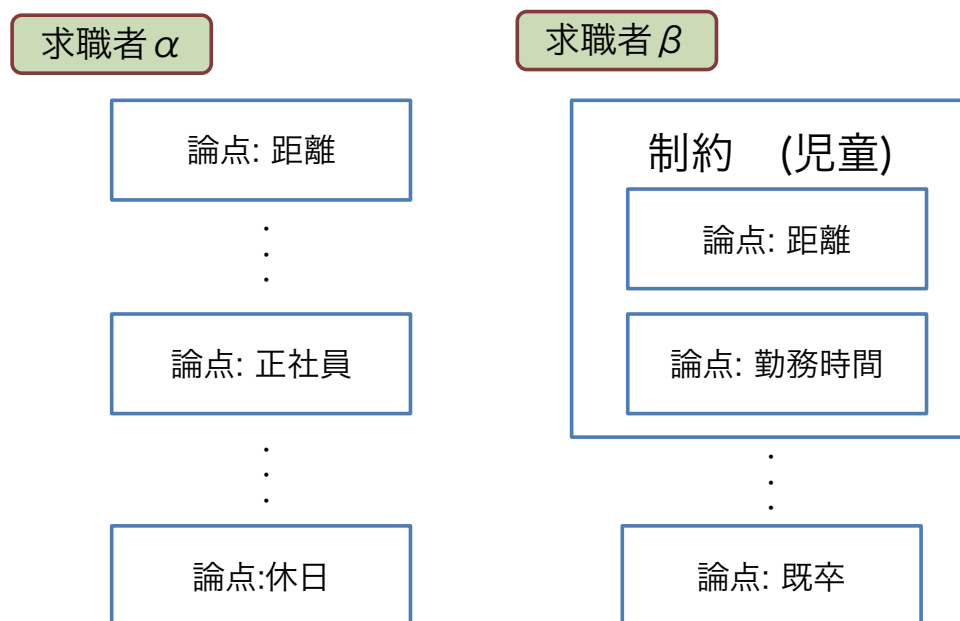 求職者α
論点: 距離
論点: 正社員
論点:休日
求職者β
制約　(児童)
論点: 距離
論点: 勤務時間
論点: 既卒